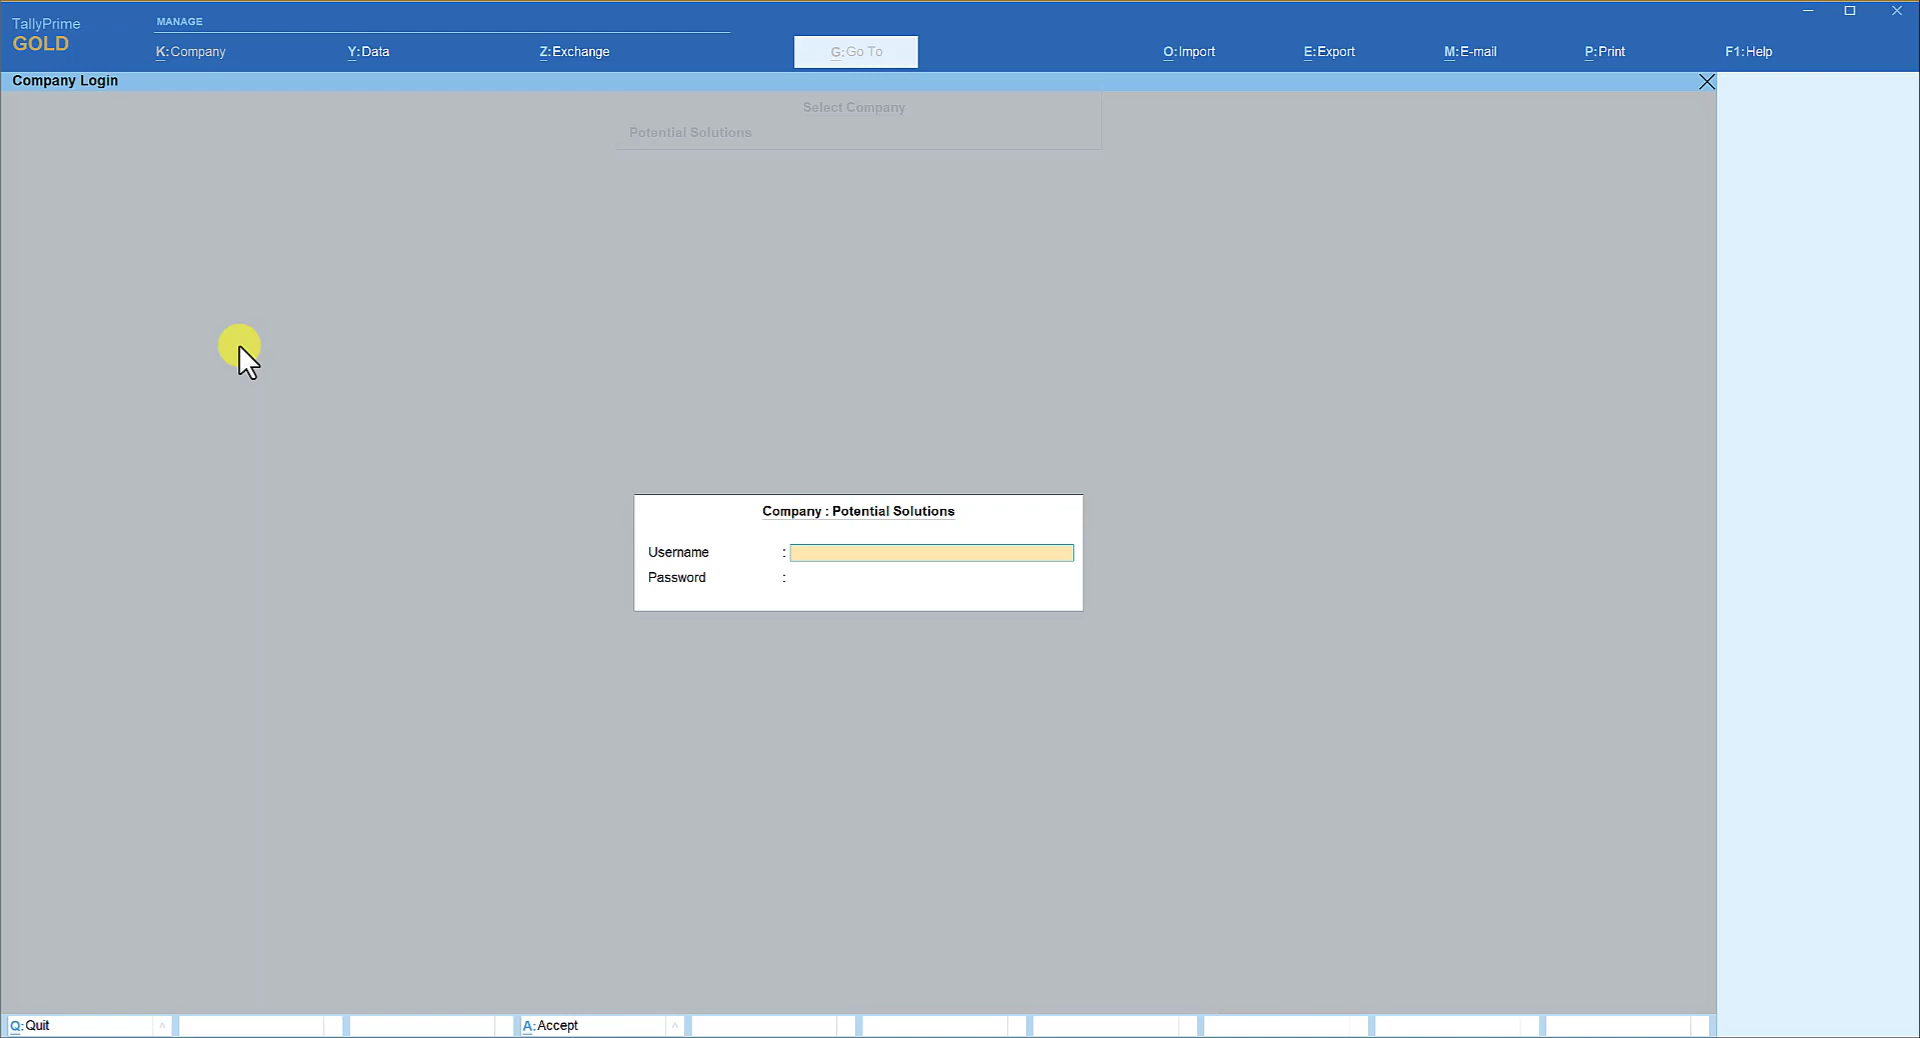 TallyPrime
GOLD
MANAGE
K:Company
Y:Data
Z:Exchange
G:Go To
O:Import
E:Export
M:E-mail
P:Print
F1:Help
Company Login
Select Company
Potential Solutions
Company : Potential Solutions
Username :
Password :
Q:Quit
A:Accept